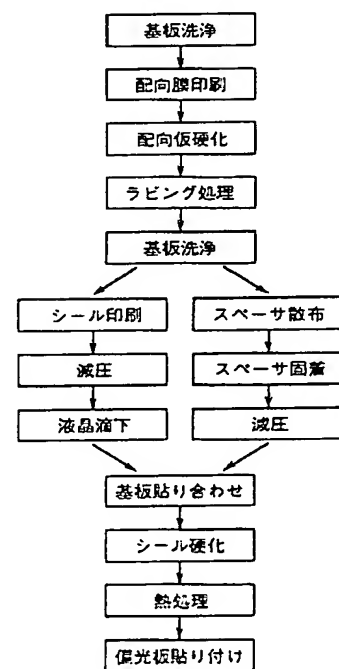 基板洗浄
配向膜印刷
配向仮硬化
ラビング処理
基板洗浄
シール印刷
スペーサ散布
減圧
スペーサ固着
液晶滴下
減圧
基板貼り合わせ
シール硬化
熱処理
偏光板貼り付け